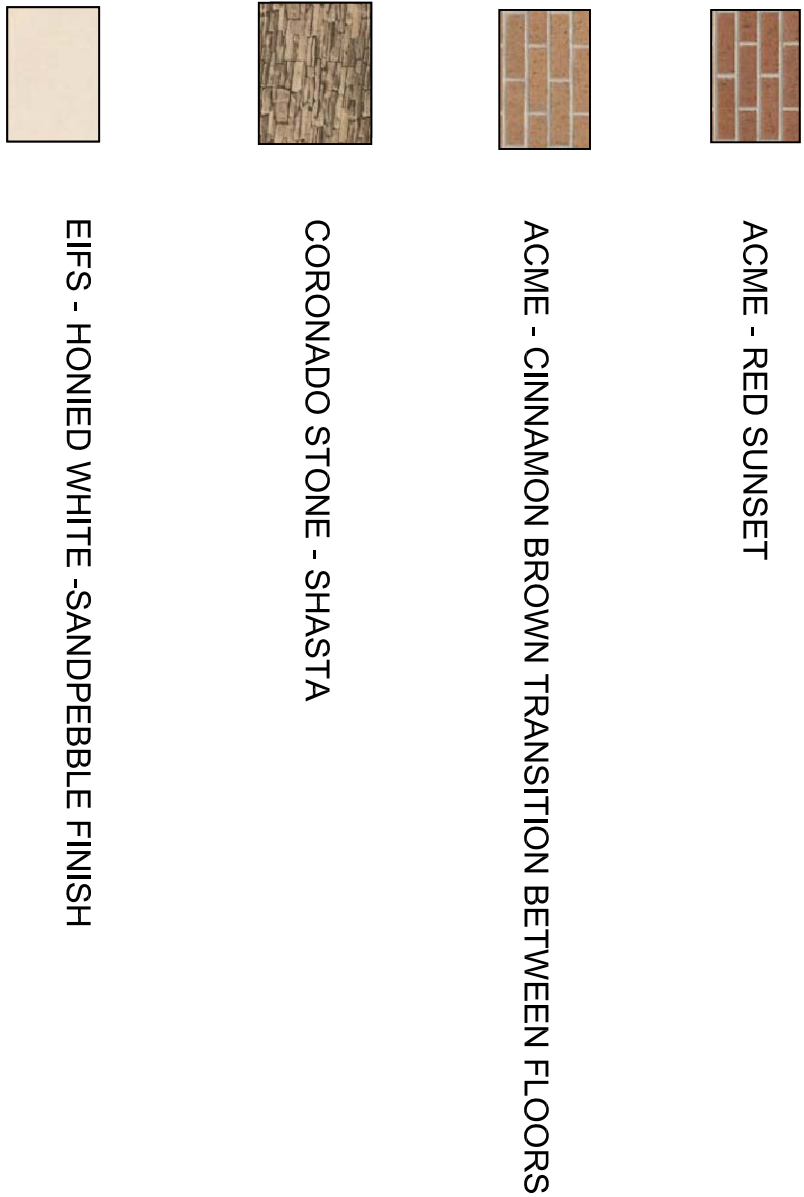 ACME - RED SUNSET
ACME - CINNAMON BROWN TRANSITION BETWEEN FLOORS
CORONADO STONE - SHASTA
EIFS - HONIED WHITE -SANDPEBBLE FINISH